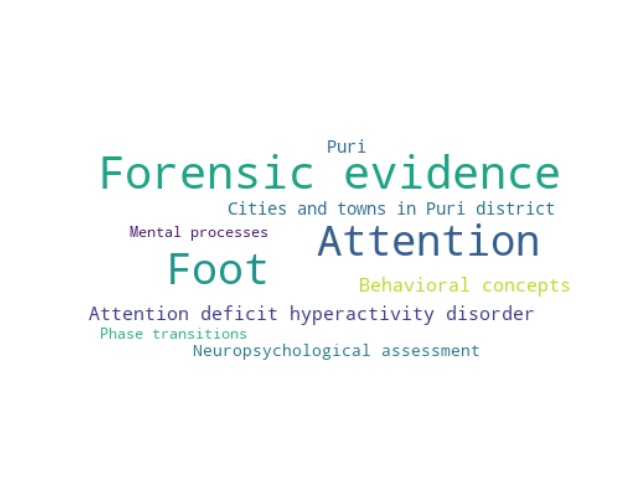 Puri
Forensic evidence
Cities and towns in Puri district
Mental processes
Attention
Foot
Behavioral concepts
Attention deficit hyperactivity disorder
Phase transitions
Neuropsychological assessment